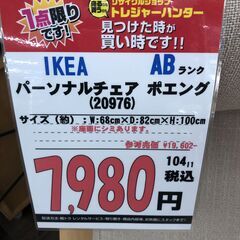 1点限り
です!
リサイクルショップ
トレジャーハンター
見つけた時が
買い時です!!
IKEA ABランク
パーソナルチェア ポエング
(20976)
サイズ(約):W:68cm×D:82cm×H:100cm
※座面にシミあります。
参考売価 ¥19,602-
7,980円
104 11
税込